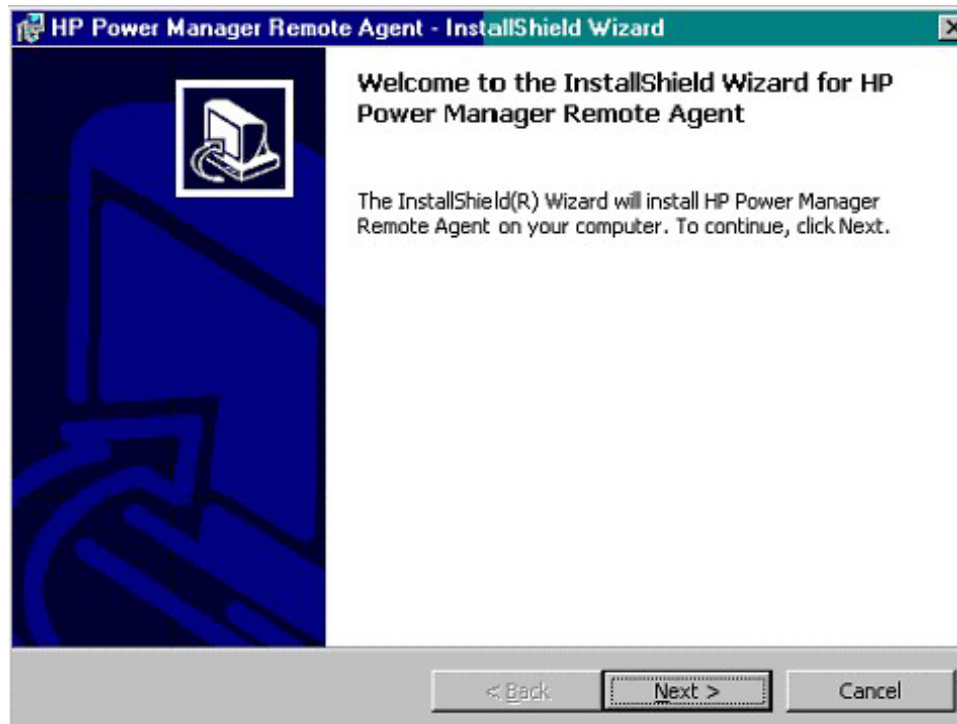 HP Power Manager Remote Agent - InstallShield Wizard
Welcome to the InstallShield Wizard for HP
Power Manager Remote Agent
The InstallShield(R) Wizard will install HP Power Manager
Remote Agent on your computer. To continue, click Next.
< Back
Next >
Cancel